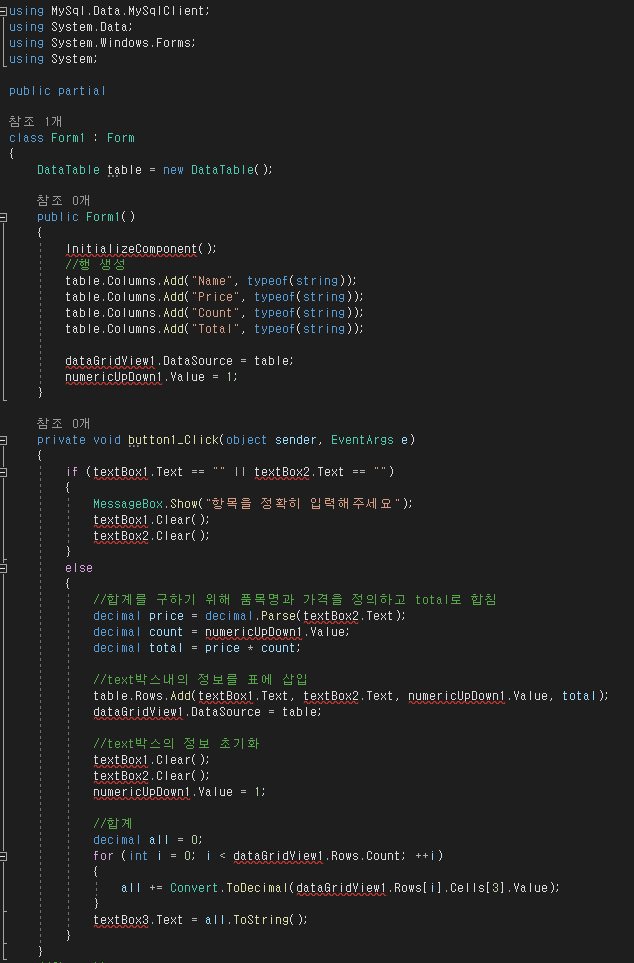 using MySql.Data.MySqlClient;
using System.Data;
using System.Windows.Forms;
using System;
public partial
참조 1개
class Form1 : Form
{
DataTable table = new DataTable();
참조 0개
public Form1()
{
InitializeComponent();
//행 생성
table.Columns.Add("Name", typeof(string));
table.Columns.Add("Price", typeof(string));
table.Columns.Add("Count", typeof(string));
table.Columns.Add("Total", typeof(string));
dataGridView1.DataSource = table;
numericUpDown1.Value = 1;
}
참조 0개
private void button1_Click(object sender, EventArgs e)
{
if (textBox1.Text == "" || textBox2.Text == "")
{
MessageBox.Show("항목을 정확히 입력해주세요");
textBox1.Clear();
textBox2.Clear();
}
else
{
//합계를 구하기 위해 품목명과 가격을 정의하고 total로 합침
decimal price = decimal.Parse(textBox2.Text);
decimal count = numericUpDown1.Value;
decimal total = price * count;
//text박스내의 정보를 표에 삽입
table.Rows.Add(textBox1.Text, textBox2.Text, numericUpDown1.Value, total);
dataGridView1.DataSource = table;
//text박스의 정보 초기화
textBox1.Clear();
textBox2.Clear();
numericUpDown1.Value = 1;
//합계
decimal all = 0;
for (int i = 0; i < dataGridView1.Rows.Count; ++i)
{
all += Convert.ToDecimal(dataGridView1.Rows[i].Cells[3].Value);
}
textBox3.Text = all.ToString();
}
}